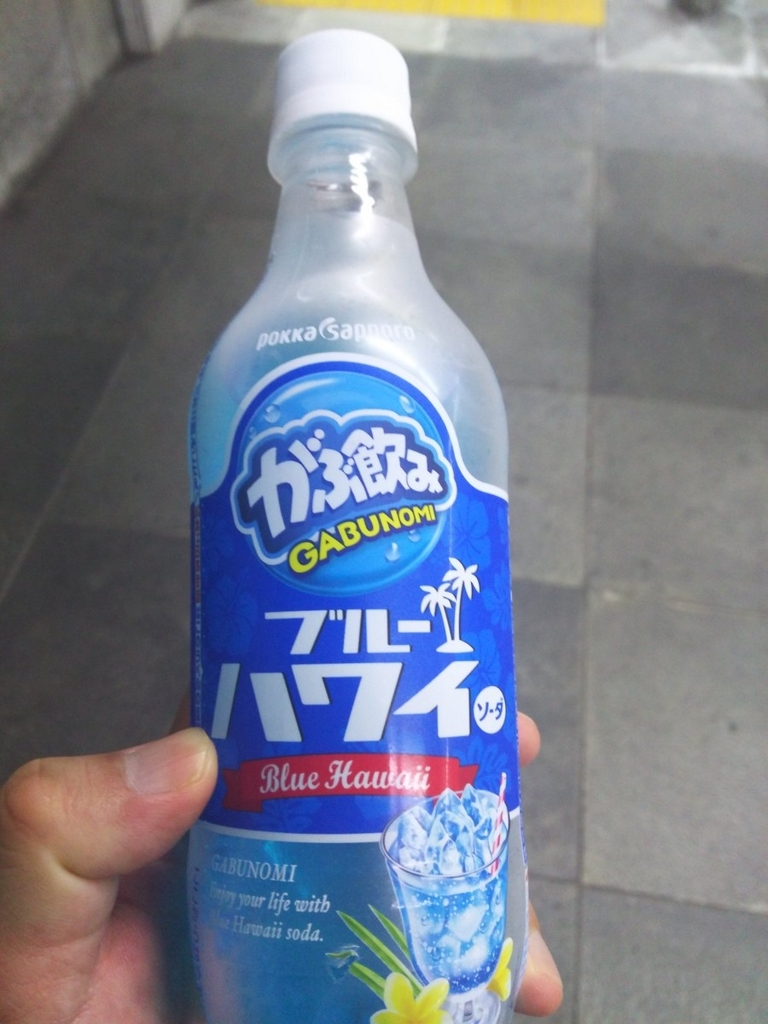 pokka sapporo
がぶ飲み
GABUNOMI
ブルー
ハワイ
ソーダ
Blue Hawaii
GABUNOMI
Enjoy your life with
Blue Hawaii soda.